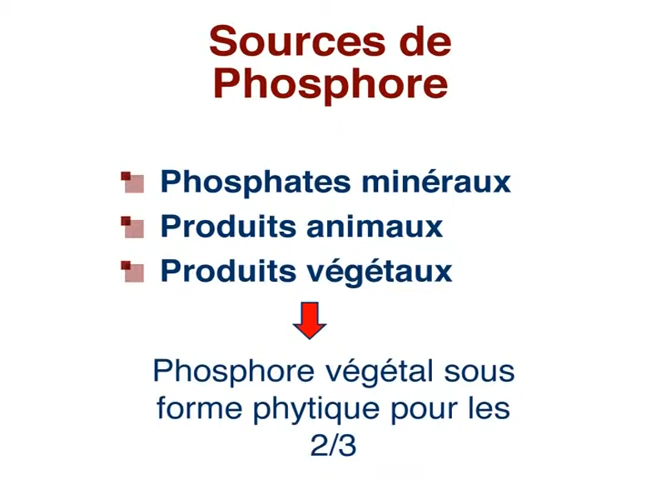 Sources de
Phosphore
Phosphates minéraux
Produits animaux
Produits végétaux
Phosphore végétal sous
forme phytique pour les
2/3